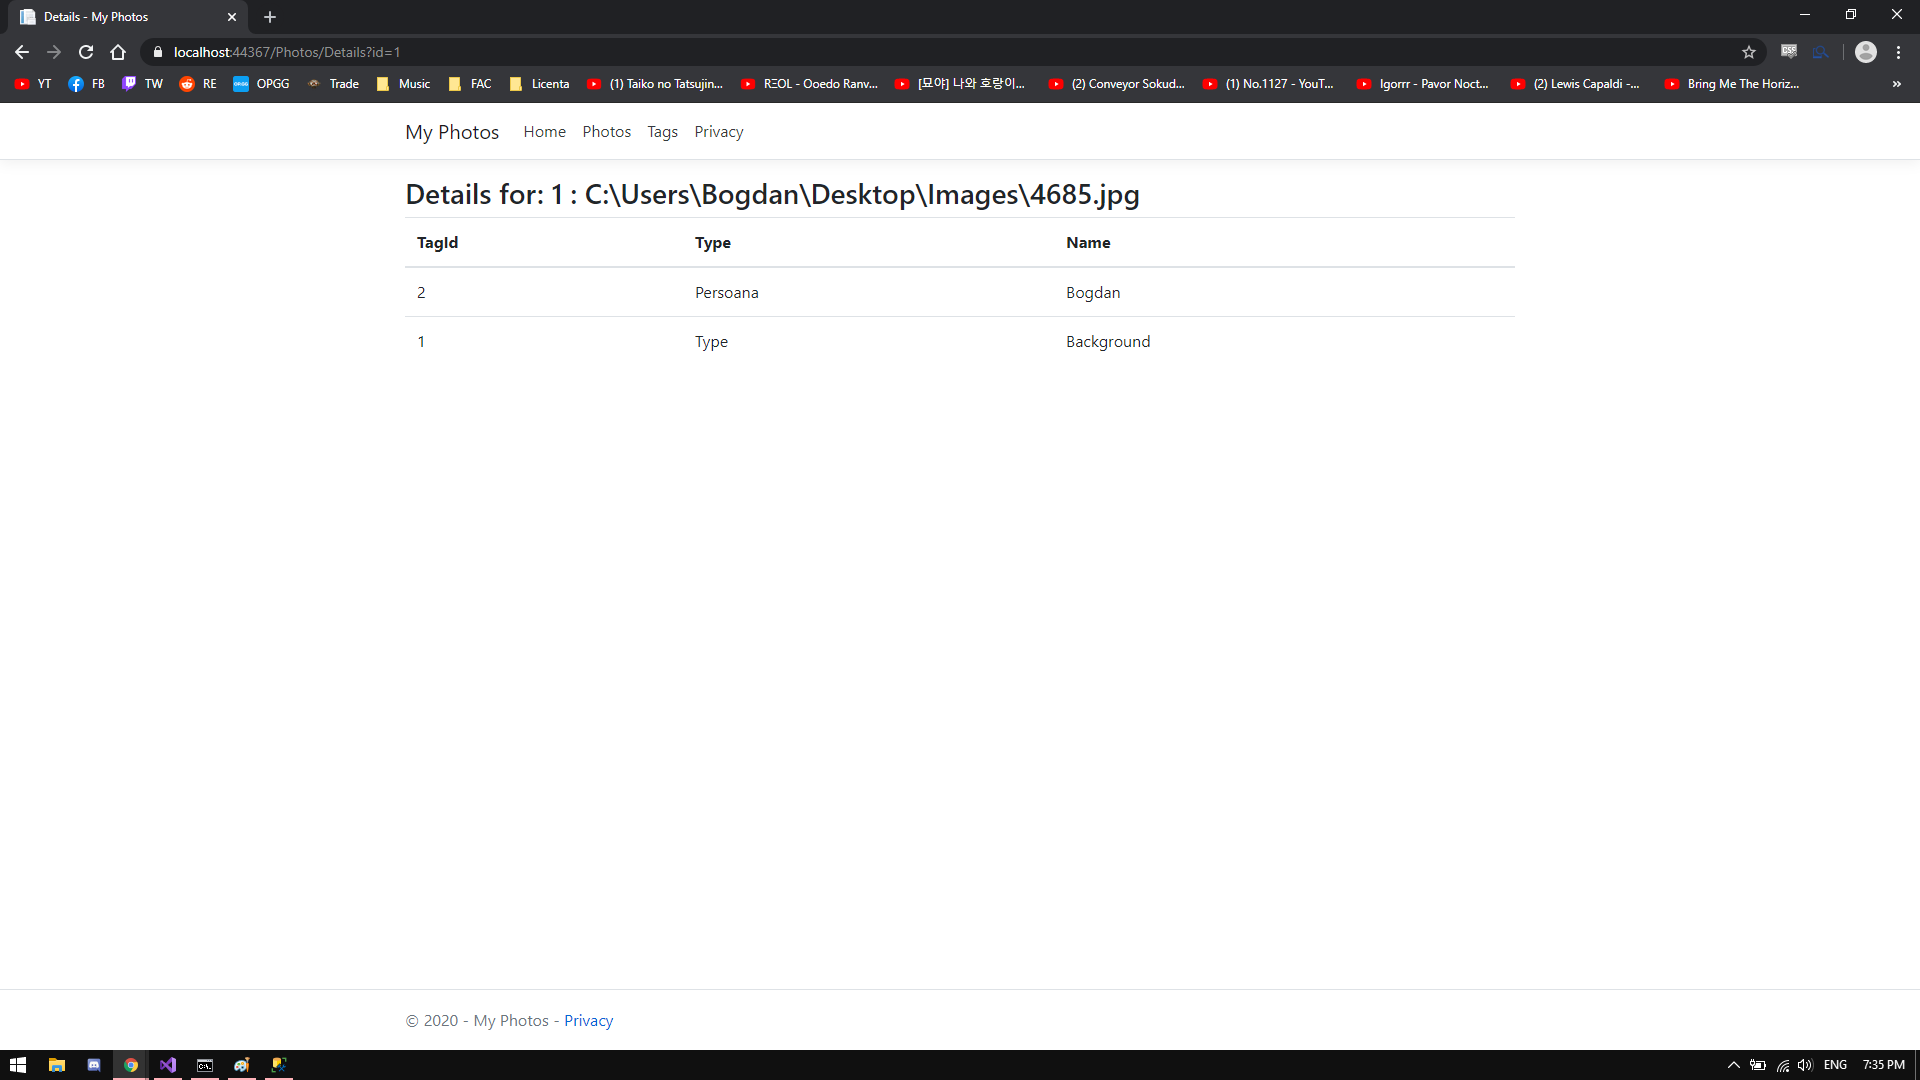 Details - My Photos
localhost:44367/Photos/Details?id=1
CSP
YT FB TW RE OPGG Trade Music FAC Licenta (1) Taiko no Tatsujin... RΞOL - Ooedo Ranv... [묘야] 나와 호랑이... (2) Conveyor Sokud... (1) No.1127 - YouT... Igorrr - Pavor Noct... (2) Lewis Capaldi -... Bring Me The Horiz... »
My Photos Home Photos Tags Privacy
Details for: 1 : C:\Users\Bogdan\Desktop\Images\4685.jpg
TagId Type Name
2 Persoana Bogdan
1 Type Background
© 2020 - My Photos - Privacy
ENG 7:35 PM